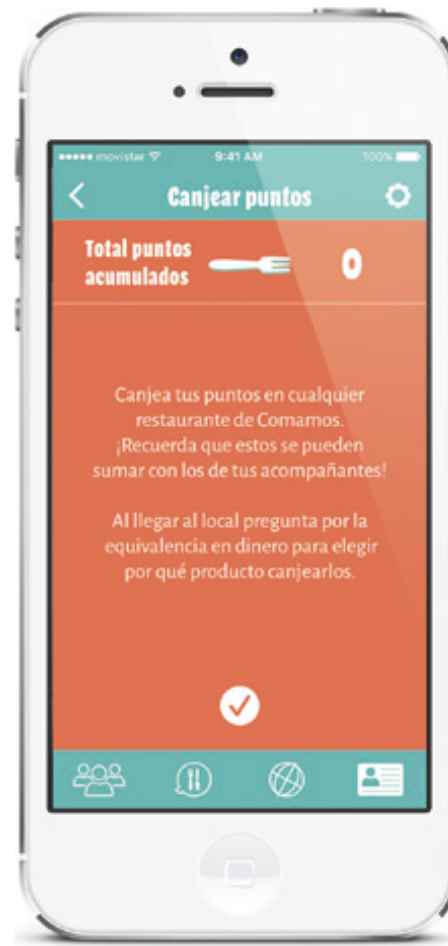 movistar 9:41 AM 100%
Canjear puntos
Total puntos
acumulados 0
Canjea tus puntos en cualquier
restaurante de Comamos.
¡Recuerda que estos se pueden
sumar con los de tus acompañantes!
Al llegar al local pregunta por la
equivalencia en dinero para elegir
por qué producto canjearlos.